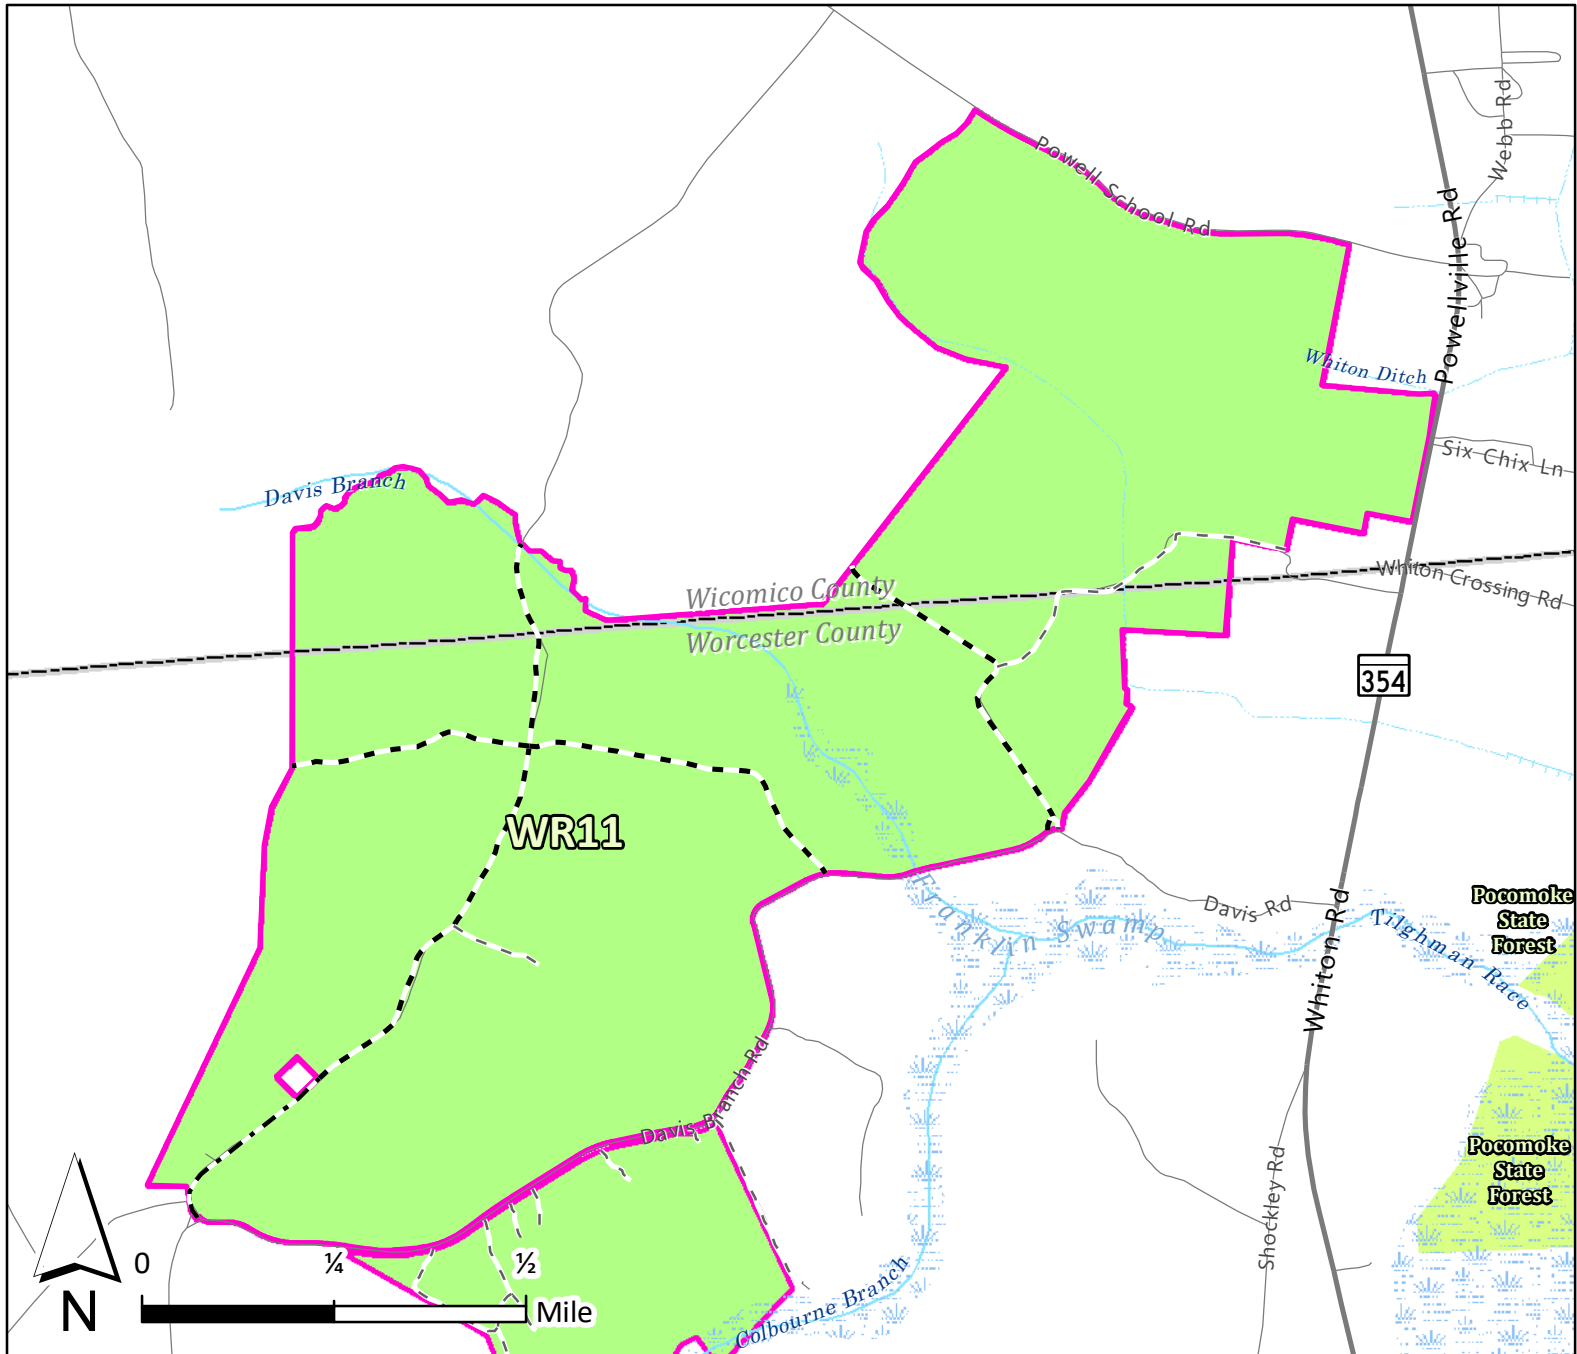 Webb Rd
Powell School Rd
Powellville Rd
Whiton Ditch
Six Chix Ln
Davis Branch
Whiton Crossing Rd
Wicomico County
Worcester County
354
WR11
Franklin Swamp
Davis Rd
Whiton Rd
Tilghman Race
Pocomoke
State
Forest
Davis Branch Rd
Pocomoke
State
Forest
Shockley Rd
Colbourne Branch
0
¼
½
Mile
N